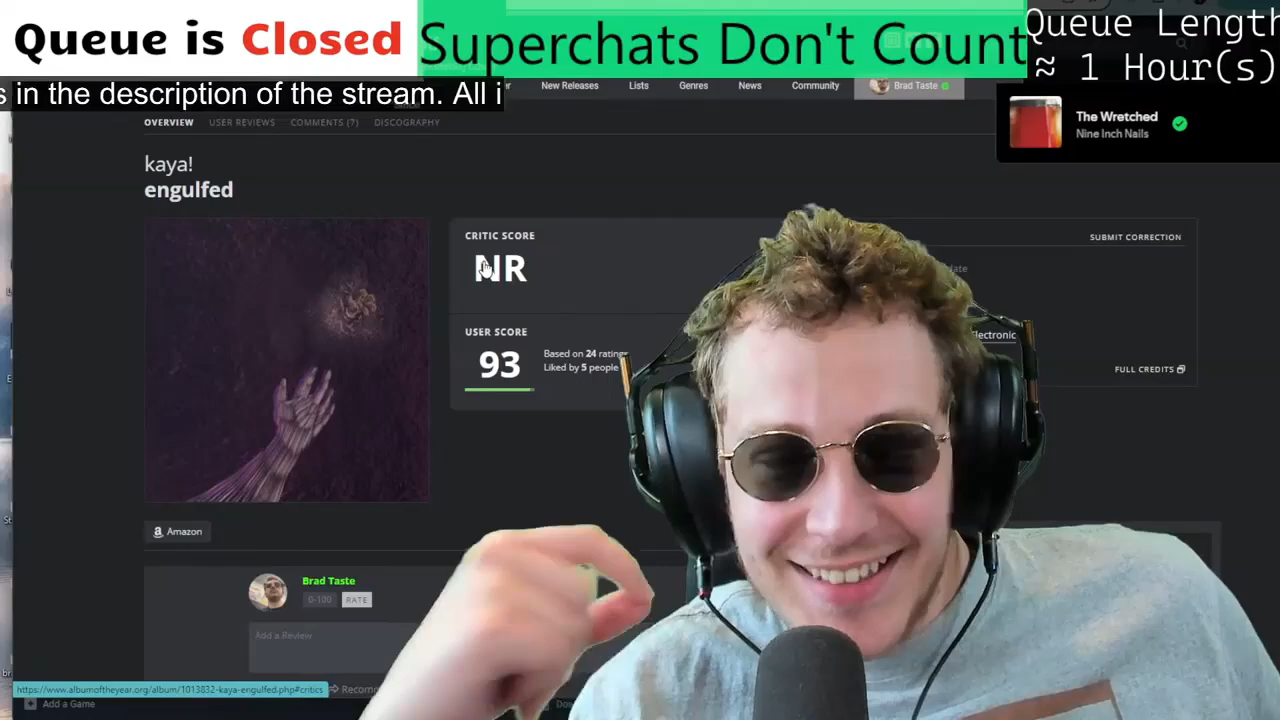 Queue is Closed
Superchats Don't Count
Queue Length
≈ 1 Hour(s)
s in the description of the stream. All i
New Releases
Lists
Genres
News
Community
Brad Taste
The Wretched
Nine Inch Nails
OVERVIEW
USER REVIEWS
COMMENTS (7)
DISCOGRAPHY
kaya!
engulfed
CRITIC SCORE
NR
SUBMIT CORRECTION
USER SCORE
93
Based on 24 ratings
Liked by 5 people
Electronic
FULL CREDITS
Amazon
Brad Taste
0-100
RATE
Add a Review
https://www.albumoftheyear.org/album/1013832-kaya-engulfed.php#critics
Add a Game